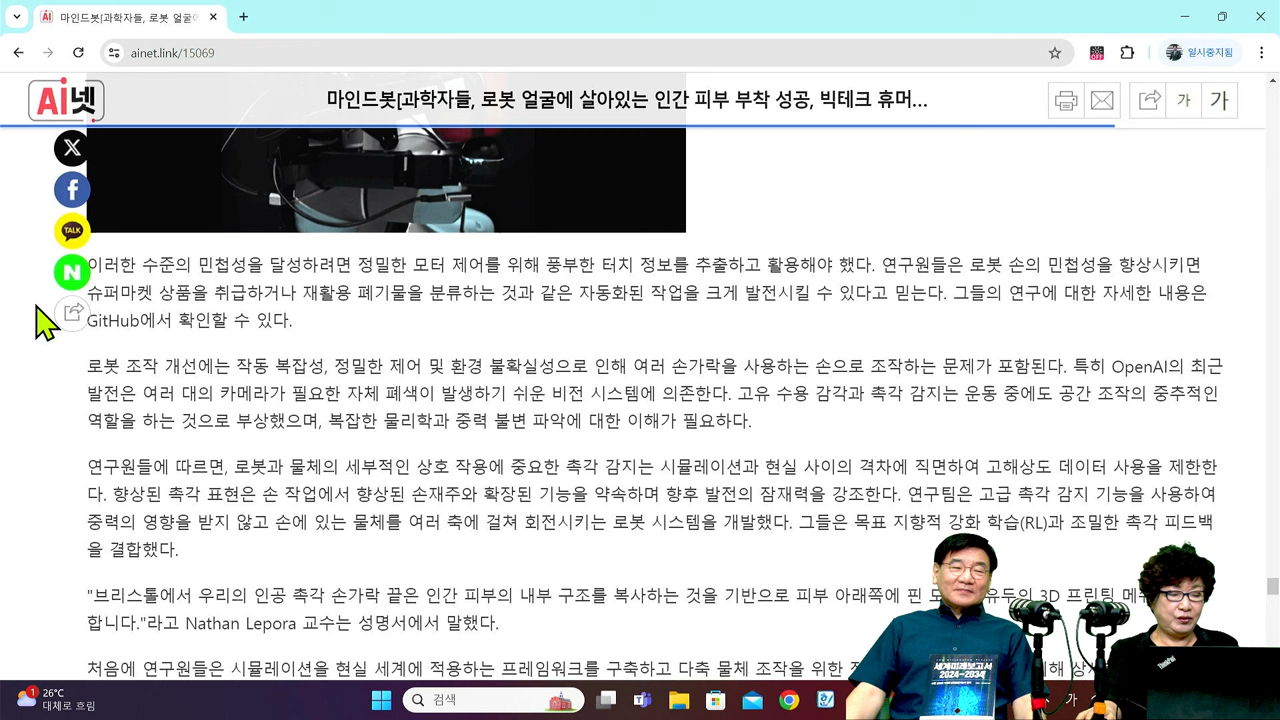 마인드봇[과학자들, 로봇 얼굴에
ainet.link/15069
OFF
일시중지됨
Ai넷
마인드봇[과학자들, 로봇 얼굴에 살아있는 인간 피부 부착 성공, 빅테크 휴머...
가 가
TALK
N
이러한 수준의 민첩성을 달성하려면 정밀한 모터 제어를 위해 풍부한 터치 정보를 추출하고 활용해야 했다. 연구원들은 로봇 손의 민첩성을 향상시키면
슈퍼마켓 상품을 취급하거나 재활용 폐기물을 분류하는 것과 같은 자동화된 작업을 크게 발전시킬 수 있다고 믿는다. 그들의 연구에 대한 자세한 내용은
GitHub에서 확인할 수 있다.
로봇 조작 개선에는 작동 복잡성, 정밀한 제어 및 환경 불확실성으로 인해 여러 손가락을 사용하는 손으로 조작하는 문제가 포함된다. 특히 OpenAI의 최근
발전은 여러 대의 카메라가 필요한 자체 폐색이 발생하기 쉬운 비전 시스템에 의존한다. 고유 수용 감각과 촉각 감지는 운동 중에도 공간 조작의 중추적인
역할을 하는 것으로 부상했으며, 복잡한 물리학과 중력 불변 파악에 대한 이해가 필요하다.
연구원들에 따르면, 로봇과 물체의 세부적인 상호 작용에 중요한 촉각 감지는 시뮬레이션과 현실 사이의 격차에 직면하여 고해상도 데이터 사용을 제한한
다. 향상된 촉각 표현은 손 작업에서 향상된 손재주와 확장된 기능을 약속하며 향후 발전의 잠재력을 강조한다. 연구팀은 고급 촉각 감지 기능을 사용하여
중력의 영향을 받지 않고 손에 있는 물체를 여러 축에 걸쳐 회전시키는 로봇 시스템을 개발했다. 그들은 목표 지향적 강화 학습(RL)과 조밀한 촉각 피드백
을 결합했다.
"브리스톨에서 우리의 인공 촉각 손가락 끝은 인간 피부의 내부 구조를 복사하는 것을 기반으로 피부 아래쪽에 핀 모 유두의 3D 프린팅 메
합니다."라고 Nathan Lepora 교수는 성명서에서 말했다.
처음에 연구원들은 시뮬레이션을 현실 세계에 적용하는 프레임워크를 구축하고 다축 물체 조작을 위한
세계미래보고서
2024-2034
ThinkPad
1
26°C
대체로 흐림
검색
가